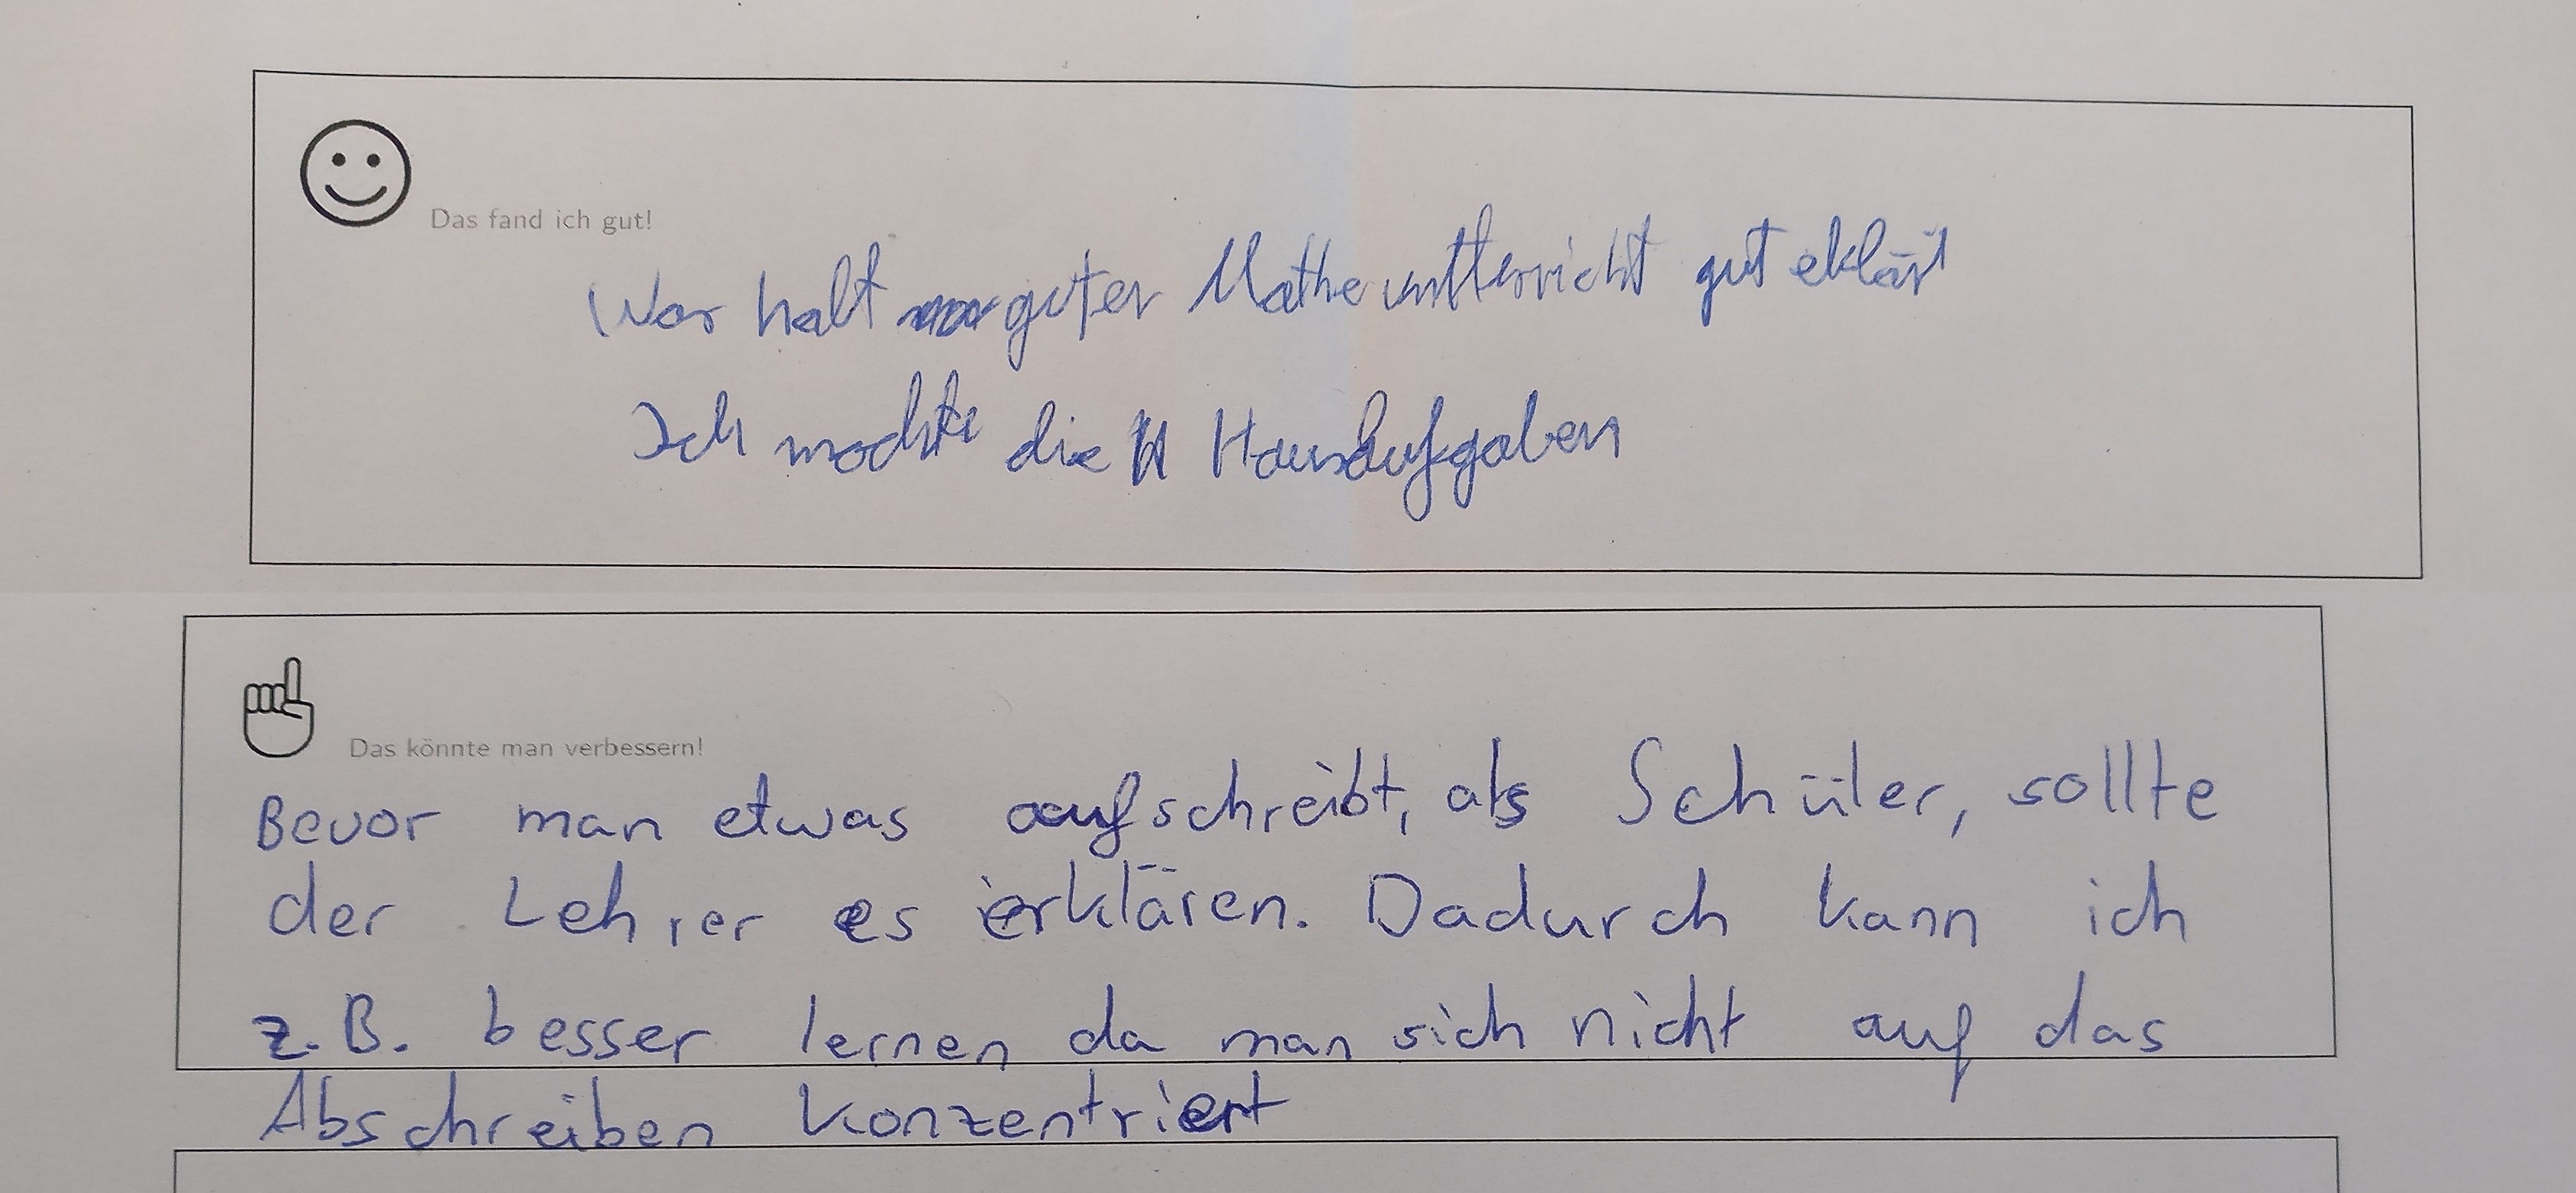 Das fand ich gut!
War halt guter Matheuntterricht gut eklärt
Ich mochte die Hausaufgaben
Das könnte man verbessern!
Bevor man etwas aufschreibt, als Schüler, sollte
der Lehrer es erklären. Dadurch kann ich
z.B. besser lernen da man sich nicht auf das
Abschreiben konzentriert